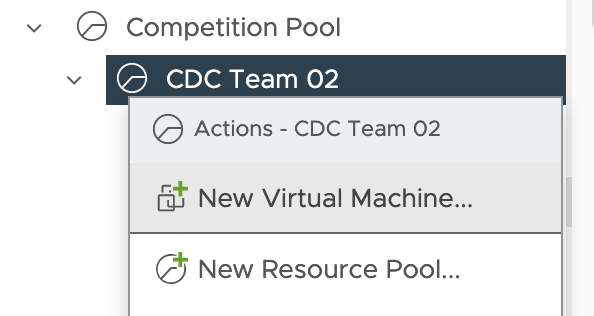 Competition Pool
CDC Team 02
Actions - CDC Team 02
New Virtual Machine...
New Resource Pool...